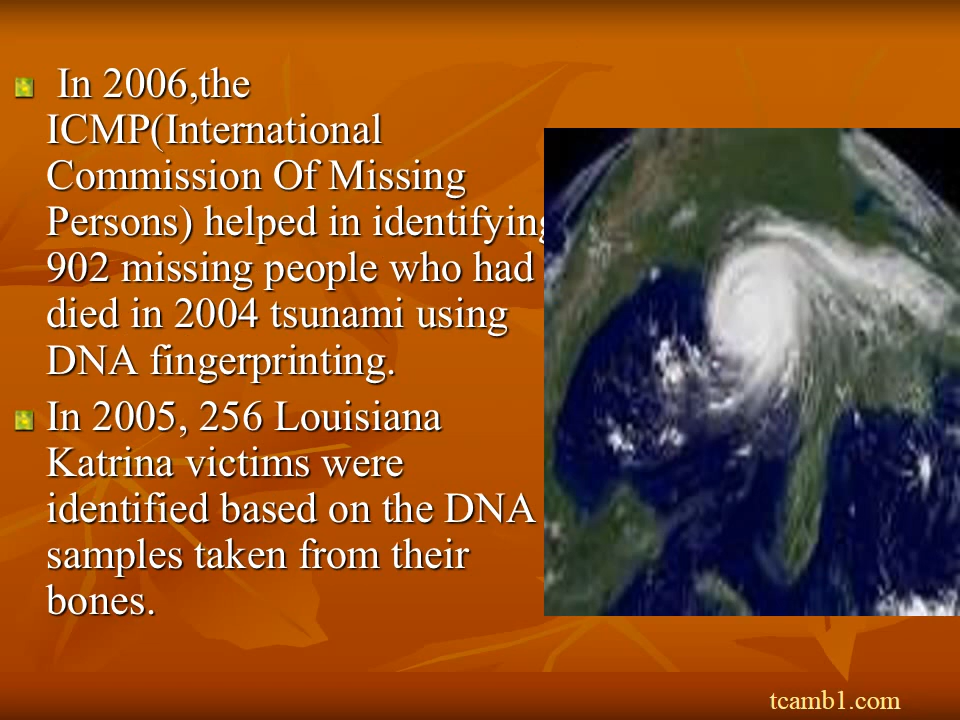 In 2006,the
ICMP(International
Commission Of Missing
Persons) helped in identifying
902 missing people who had
died in 2004 tsunami using
DNA fingerprinting.
In 2005, 256 Louisiana
Katrina victims were
identified based on the DNA
samples taken from their
bones.
tcamb1.com